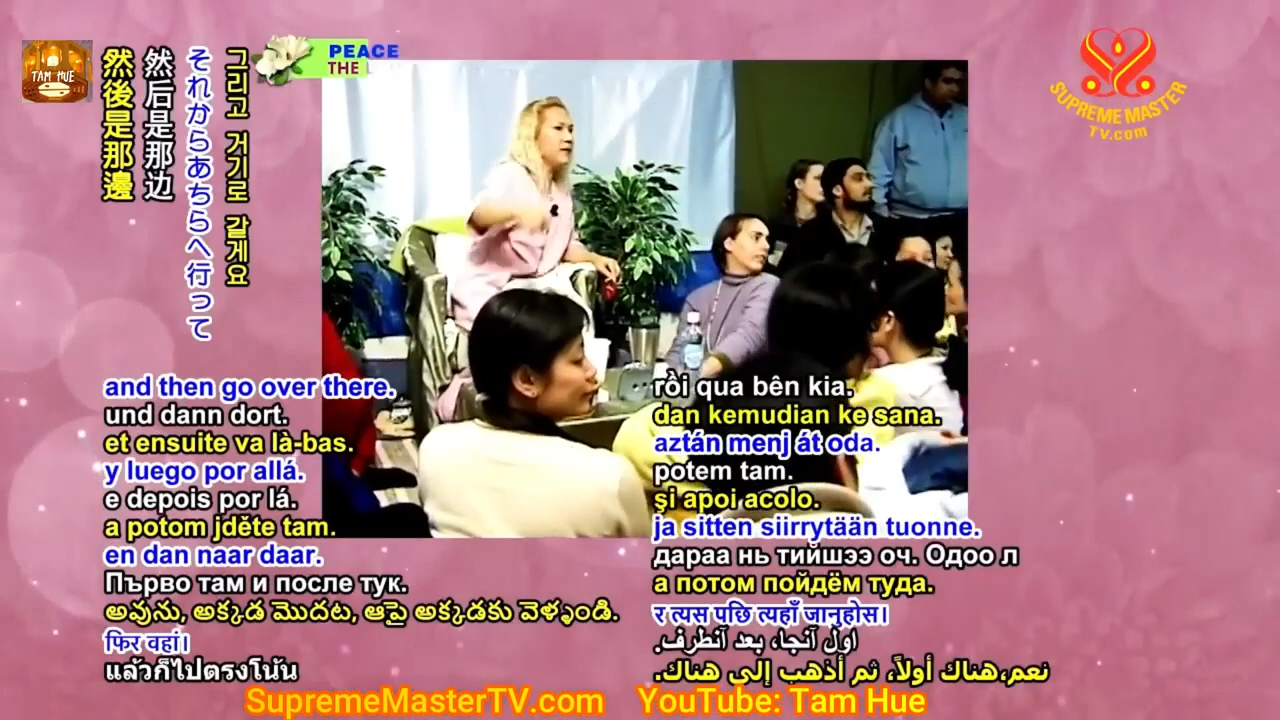 TAM HUE
然後是那邊
然后是那边
それからあちらへ行って
그리고 거기로 갈게요
PEACE
THE
SUPREME MASTER
TV.com
and then go over there.
und dann dort.
et ensuite va là-bas.
y luego por allá.
e depois por lá.
a potom jděte tam.
en dan naar daar.
Първо там и после тук.
అవును, అక్కడ మొదట, ఆపై అక్కడకు వెళ్ళండి.
फिर वहां।
แล้วก็ไปตรงโน้น
rồi qua bên kia.
dan kemudian ke sana.
aztán menj át oda.
potem tam.
şi apoi acolo.
ja sitten siirrytään tuonne.
дараа нь тийшээ оч. Одоо л
а потом пойдём туда.
र त्यस पछि त्यहाँ जानुहोस।
اول آنجا، بعد آنطرف.
نعم،هناك أولاً، ثم أذهب إلى هناك.
SupremeMasterTV.com YouTube: Tam Hue